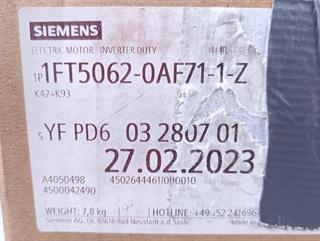 SIEMENS
ELECTRIC MOTOR INVERTER DUTY
1P 1FT5062-0AF71-1-Z
K42+K93
S YF PD6 03 2807 01
27.02.2023
A4050498 4502644461/000010
4500042490
WEIGHT: 7,8 kg HOTLINE: +49
Siemens AG, DE 97616 Bad Neustadt a.d. Saale